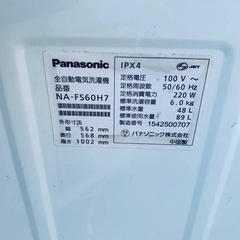 Panasonic
IPX4
JET
全自動電気洗濯機
品番
NA-FS60H7
外形寸法
幅 562 mm
奥行 568 mm
高さ 1002 mm
定格電圧 100 V~
定格周波数 50/60 Hz
定格消費電力 220 W
標準洗濯容量 6.0 kg
標準水量 48 L
標準使用水量 89 L
製造番号 1542500707
パナソニック株式会社
中国製